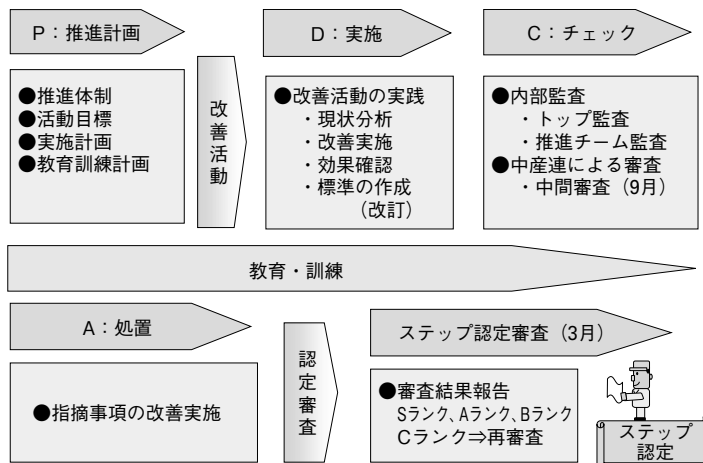 P：推進計画
●推進体制
●活動目標
●実施計画
●教育訓練計画
改善活動
D：実施
●改善活動の実践
・現状分析
・改善実施
・効果確認
・標準の作成
（改訂）
C：チェック
●内部監査
・トップ監査
・推進チーム監査
●中産連による審査
・中間審査（9月）
教育・訓練
A：処置
●指摘事項の改善実施
認定審査
ステップ認定審査（3月）
●審査結果報告
Sランク、Aランク、Bランク
Cランク⇒再審査
ステップ
認定